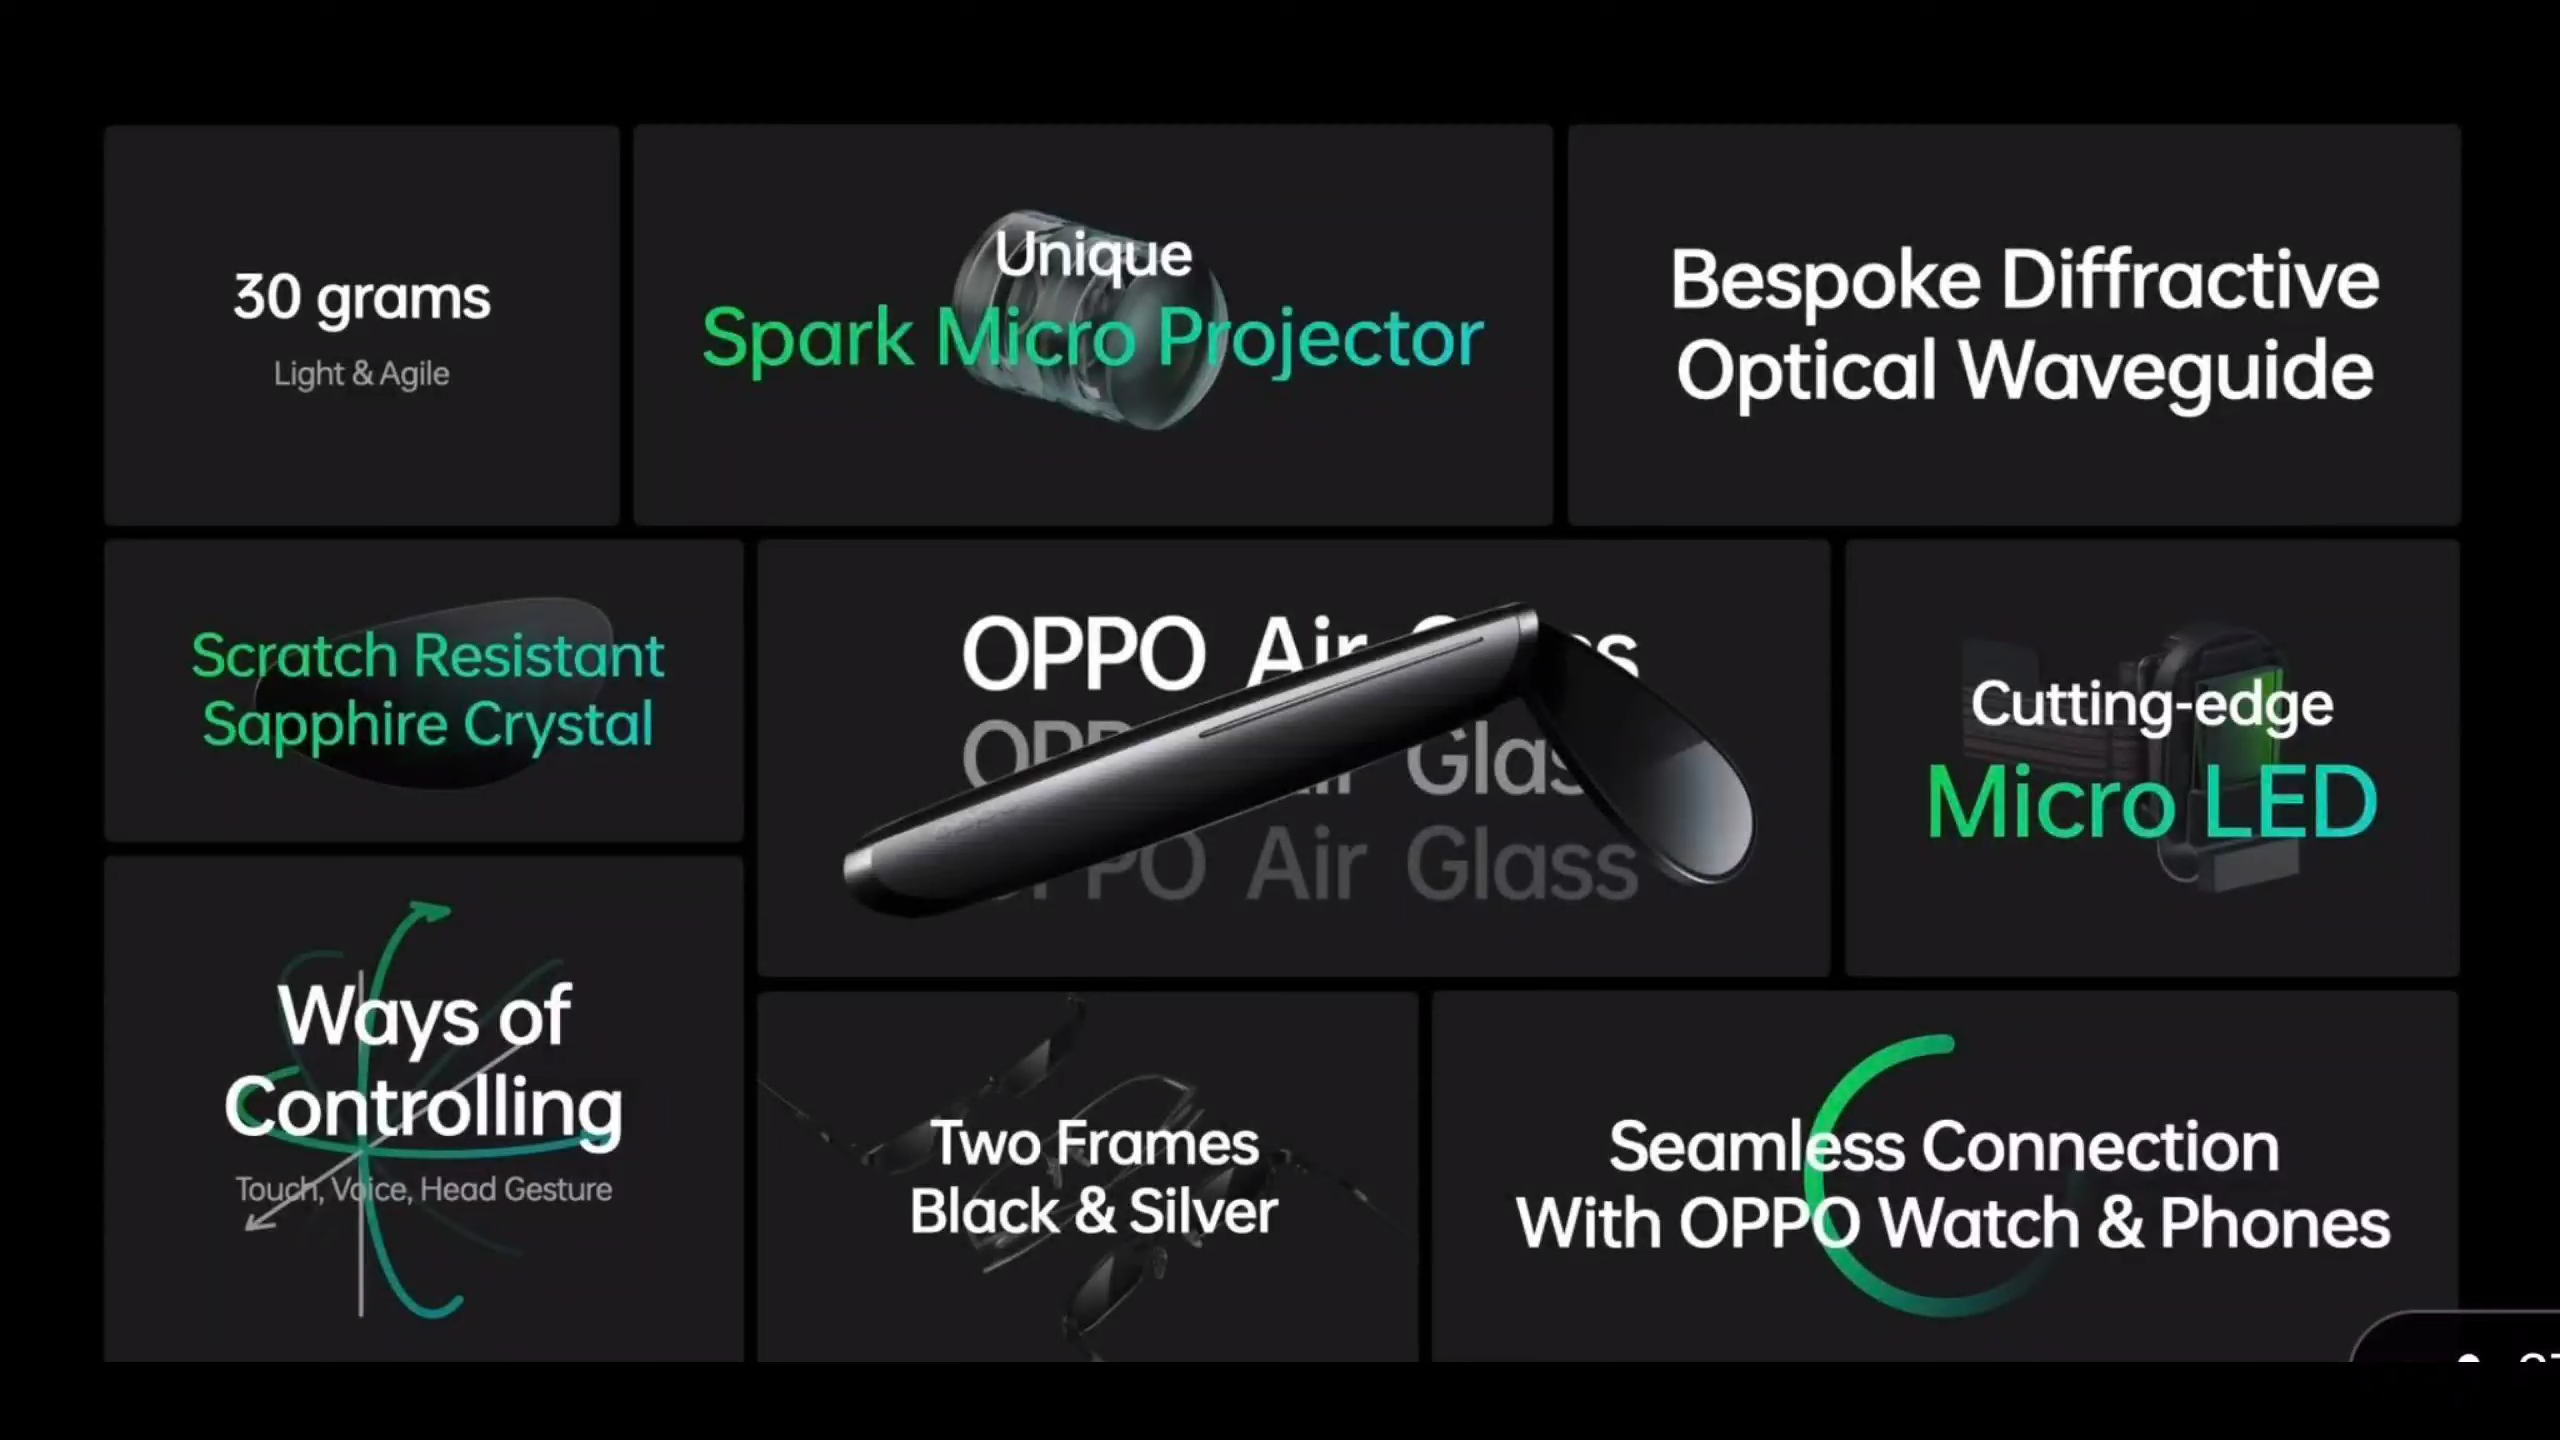 30 grams
Light & Agile
Unique
Spark Micro Projector
Bespoke Diffractive
Optical Waveguide
Scratch Resistant
Sapphire Crystal
OPPO Air
OPPO Air Glass
Cutting-edge
Micro LED
Ways of
Controlling
Touch, Voice, Head Gesture
Two Frames
Black & Silver
Seamless Connection
With OPPO Watch & Phones